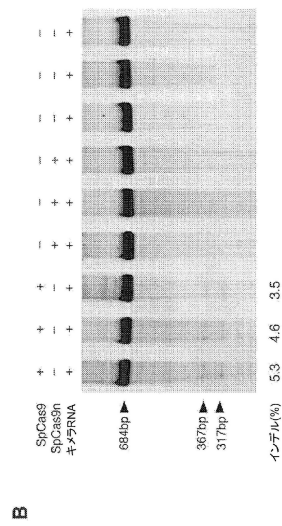 B
SpCas9 + + + − − − − − −
SpCas9n − − − + + + − − −
キメラRNA + + + + + + + + +
684bp ▶
367bp ▶
317bp ▶
インデル(%) 5.3 4.6 3.5